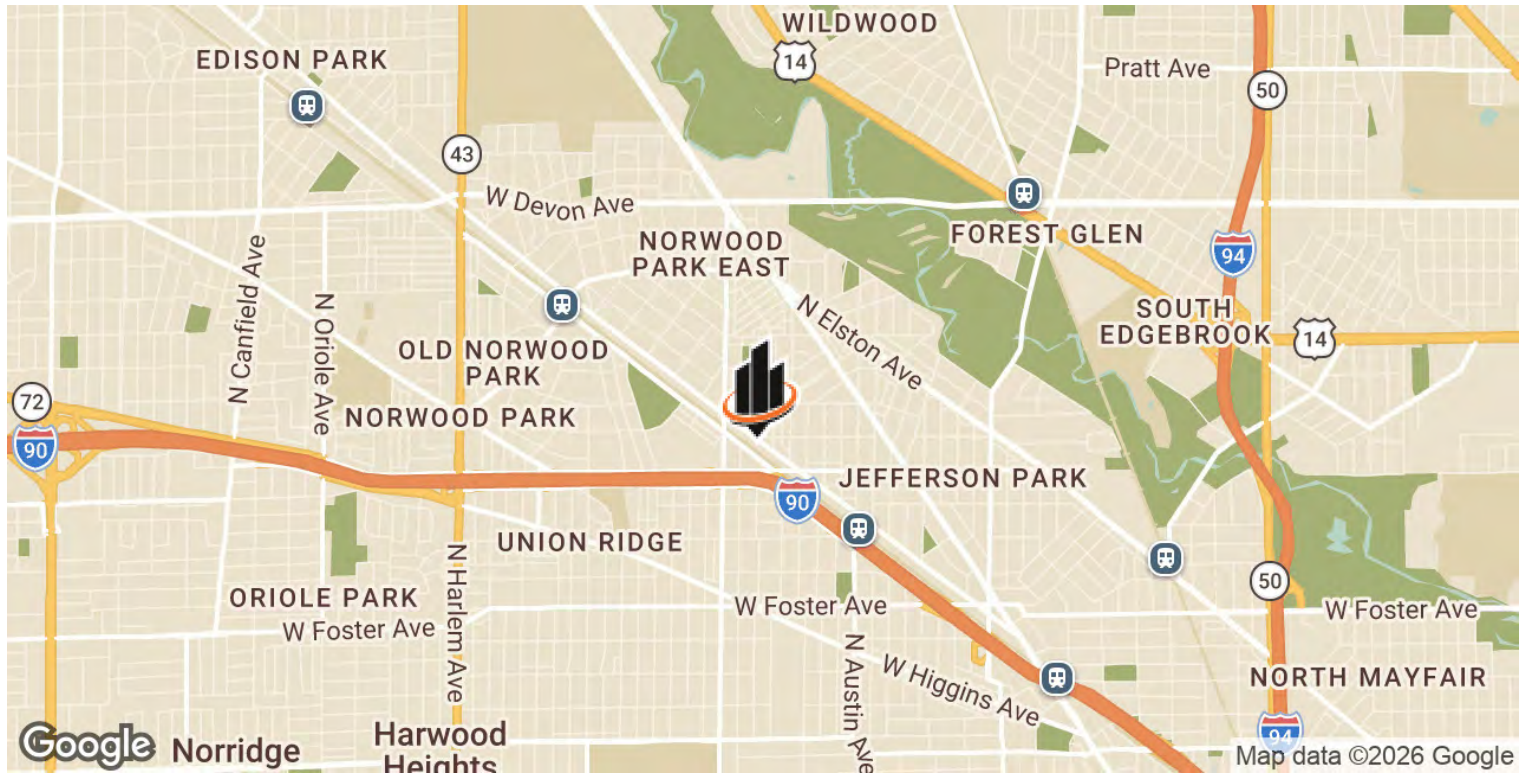 WILDWOOD
EDISON PARK
14
Pratt Ave
50
43
W Devon Ave
NORWOOD
PARK EAST
FOREST GLEN
94
N Canfield Ave
N Oriole Ave
N Elston Ave
SOUTH
EDGEBROOK
14
OLD NORWOOD
PARK
72
NORWOOD PARK
90
JEFFERSON PARK
90
UNION RIDGE
N Harlem Ave
50
ORIOLE PARK
W Foster Ave
W Foster Ave
W Foster Ave
N Austin Ave
W Higgins Ave
NORTH MAYFAIR
94
Google
Norridge
Harwood
Heights
Map data ©2026 Google